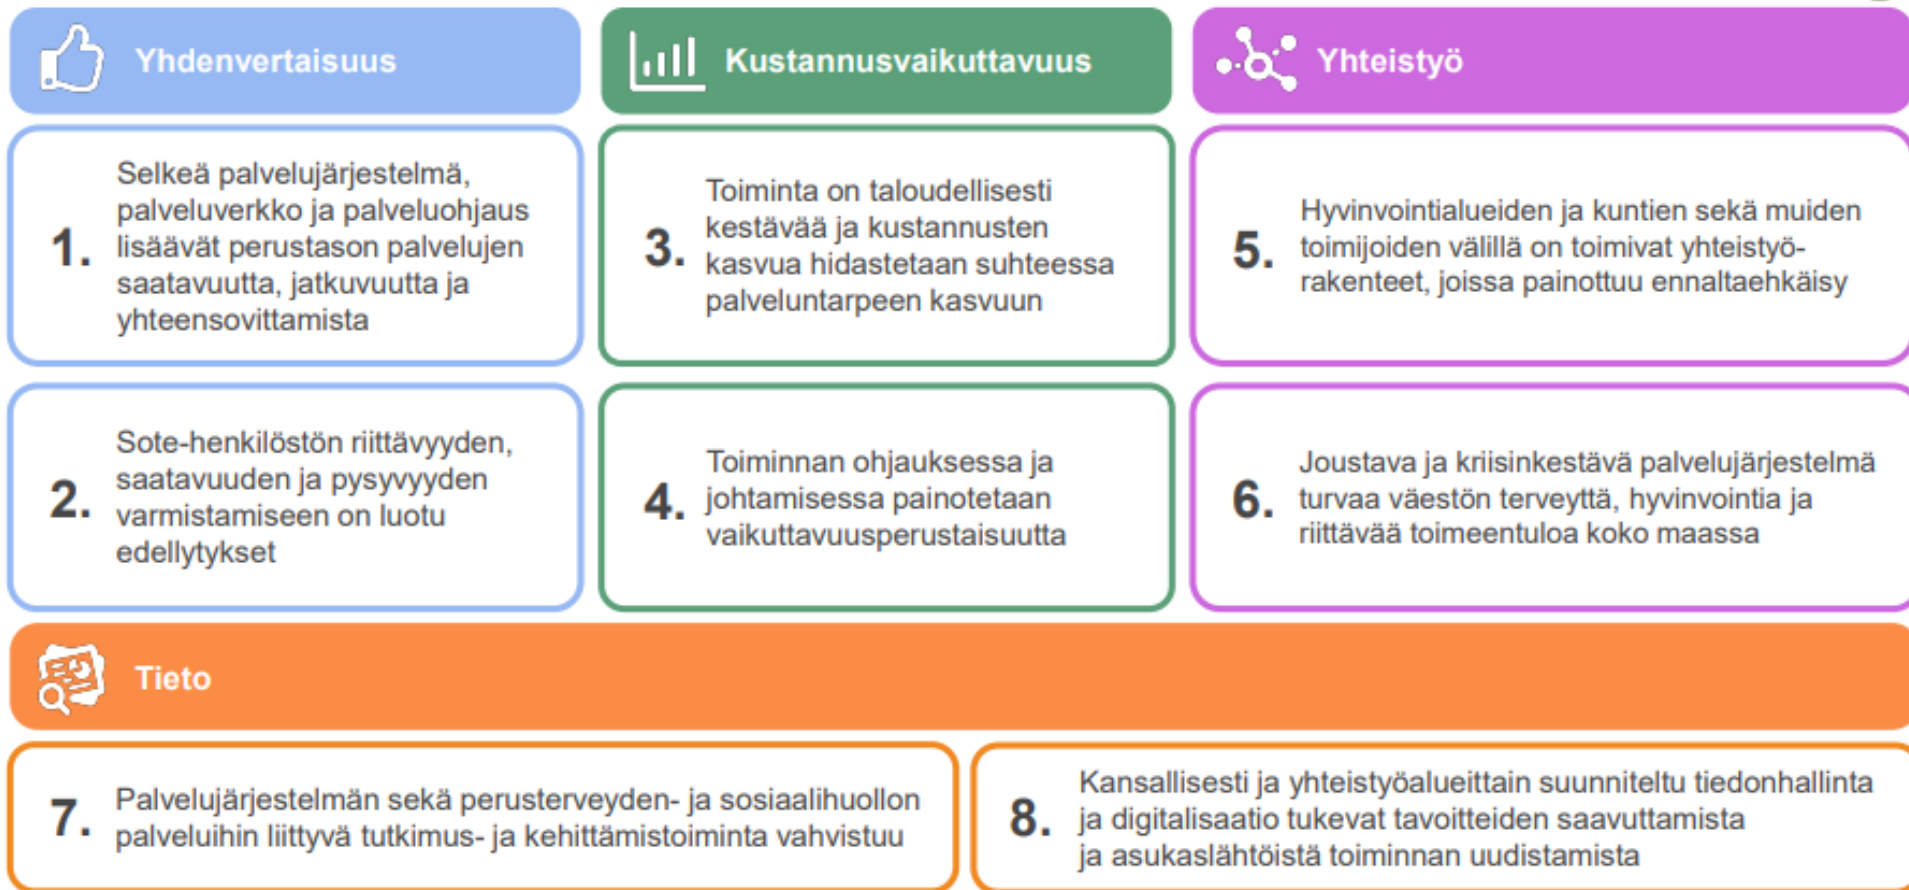 Yhdenvertaisuus
Kustannusvaikuttavuus
Yhteistyö
1.
Selkeä palvelujärjestelmä,
palveluverkko ja palveluohjaus
lisäävät perustason palvelujen
saatavuutta, jatkuvuutta ja
yhteensovittamista
3.
Toiminta on taloudellisesti
kestävää ja kustannusten
kasvua hidastetaan suhteessa
palveluntarpeen kasvuun
5.
Hyvinvointialueiden ja kuntien sekä muiden
toimijoiden välillä on toimivat yhteistyö-
rakenteet, joissa painottuu ennaltaehkäisy
2.
Sote-henkilöstön riittävyyden,
saatavuuden ja pysyvyyden
varmistamiseen on luotu
edellytykset
4.
Toiminnan ohjauksessa ja
johtamisessa painotetaan
vaikuttavuusperustaisuutta
6.
Joustava ja kriisinkestävä palvelujärjestelmä
turvaa väestön terveyttä, hyvinvointia ja
riittävää toimeentuloa koko maassa
Tieto
7.
Palvelujärjestelmän sekä perusterveyden- ja sosiaalihuollon
palveluihin liittyvä tutkimus- ja kehittämistoiminta vahvistuu
8.
Kansallisesti ja yhteistyöalueittain suunniteltu tiedonhallinta
ja digitalisaatio tukevat tavoitteiden saavuttamista
ja asukaslähtöistä toiminnan uudistamista